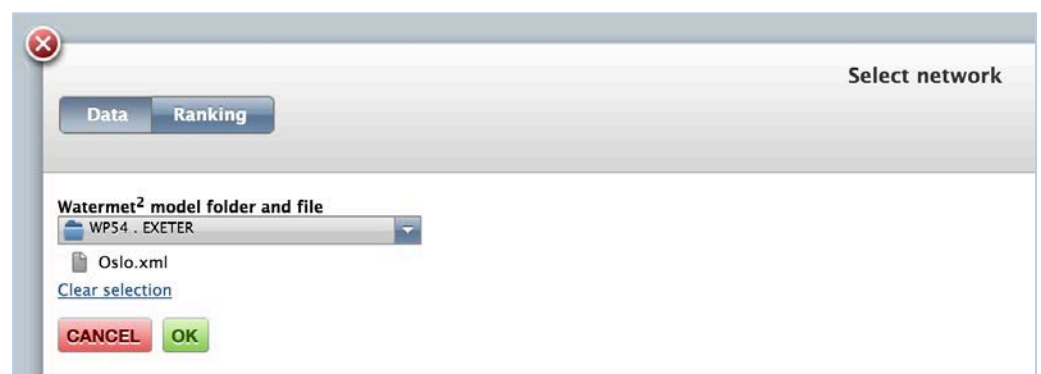 Select network
Data Ranking
Watermet² model folder and file
WP54 . EXETER
Oslo.xml
Clear selection
CANCEL OK